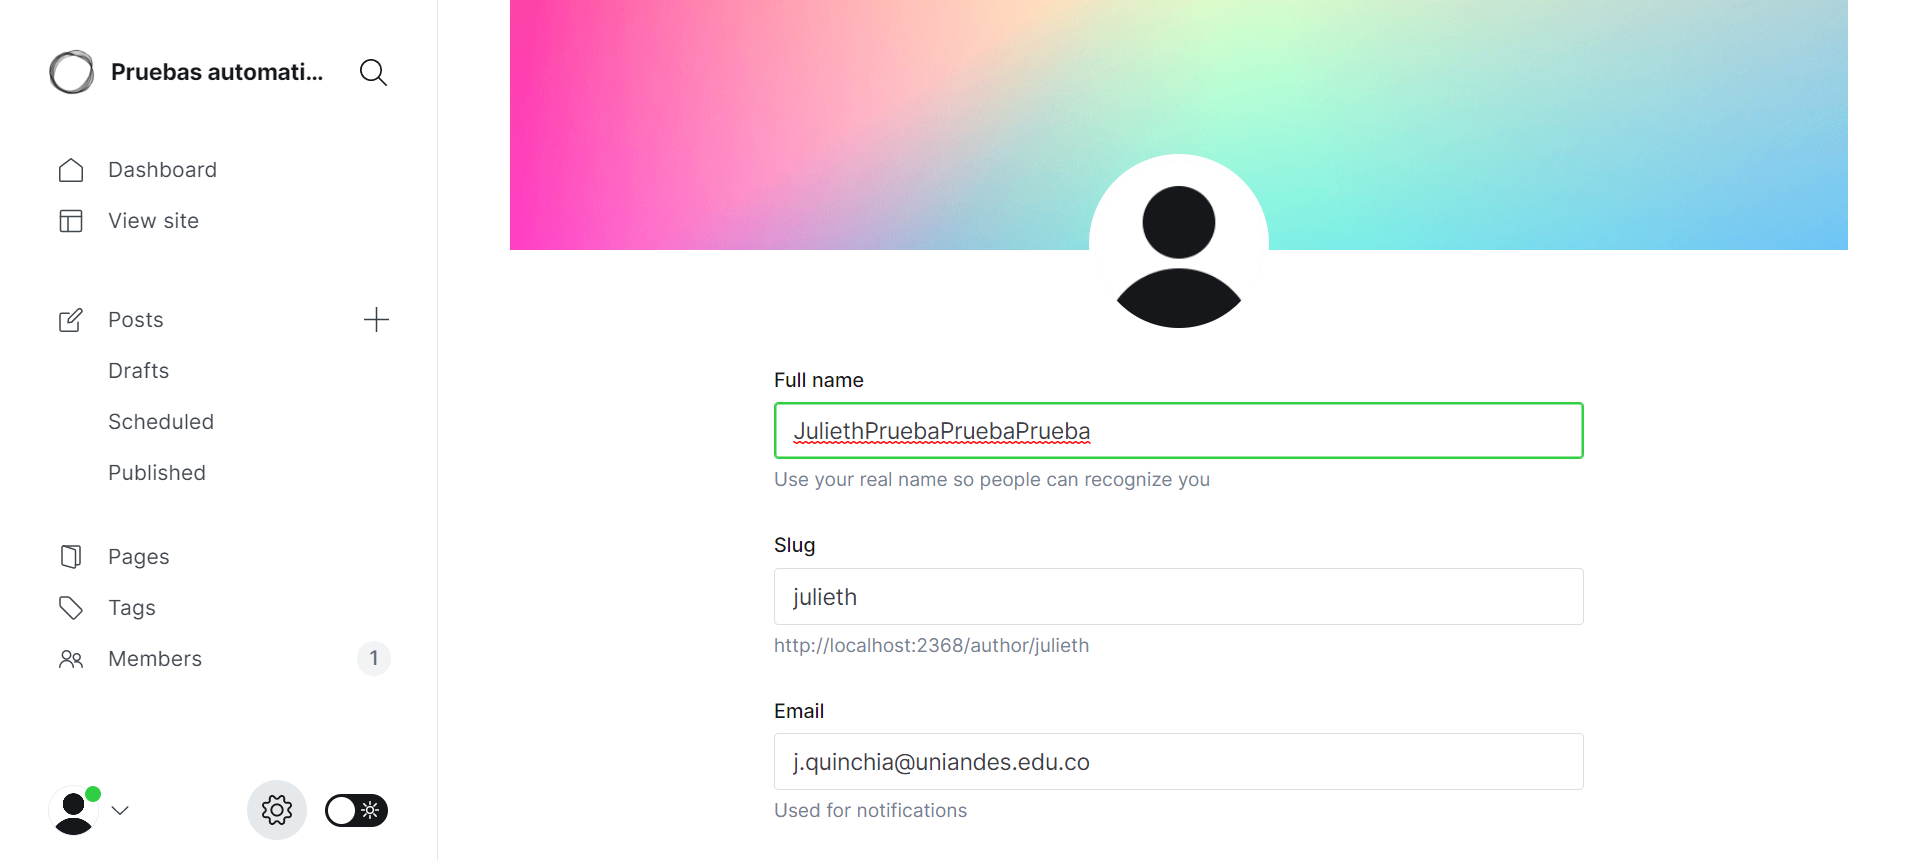 Pruebas automati...
Dashboard
View site
Posts
Drafts
Scheduled
Published
Pages
Tags
Members
1
Full name
JuliethPruebaPruebaPrueba
Use your real name so people can recognize you
Slug
julieth
http://localhost:2368/author/julieth
Email
j.quinchia@uniandes.edu.co
Used for notifications